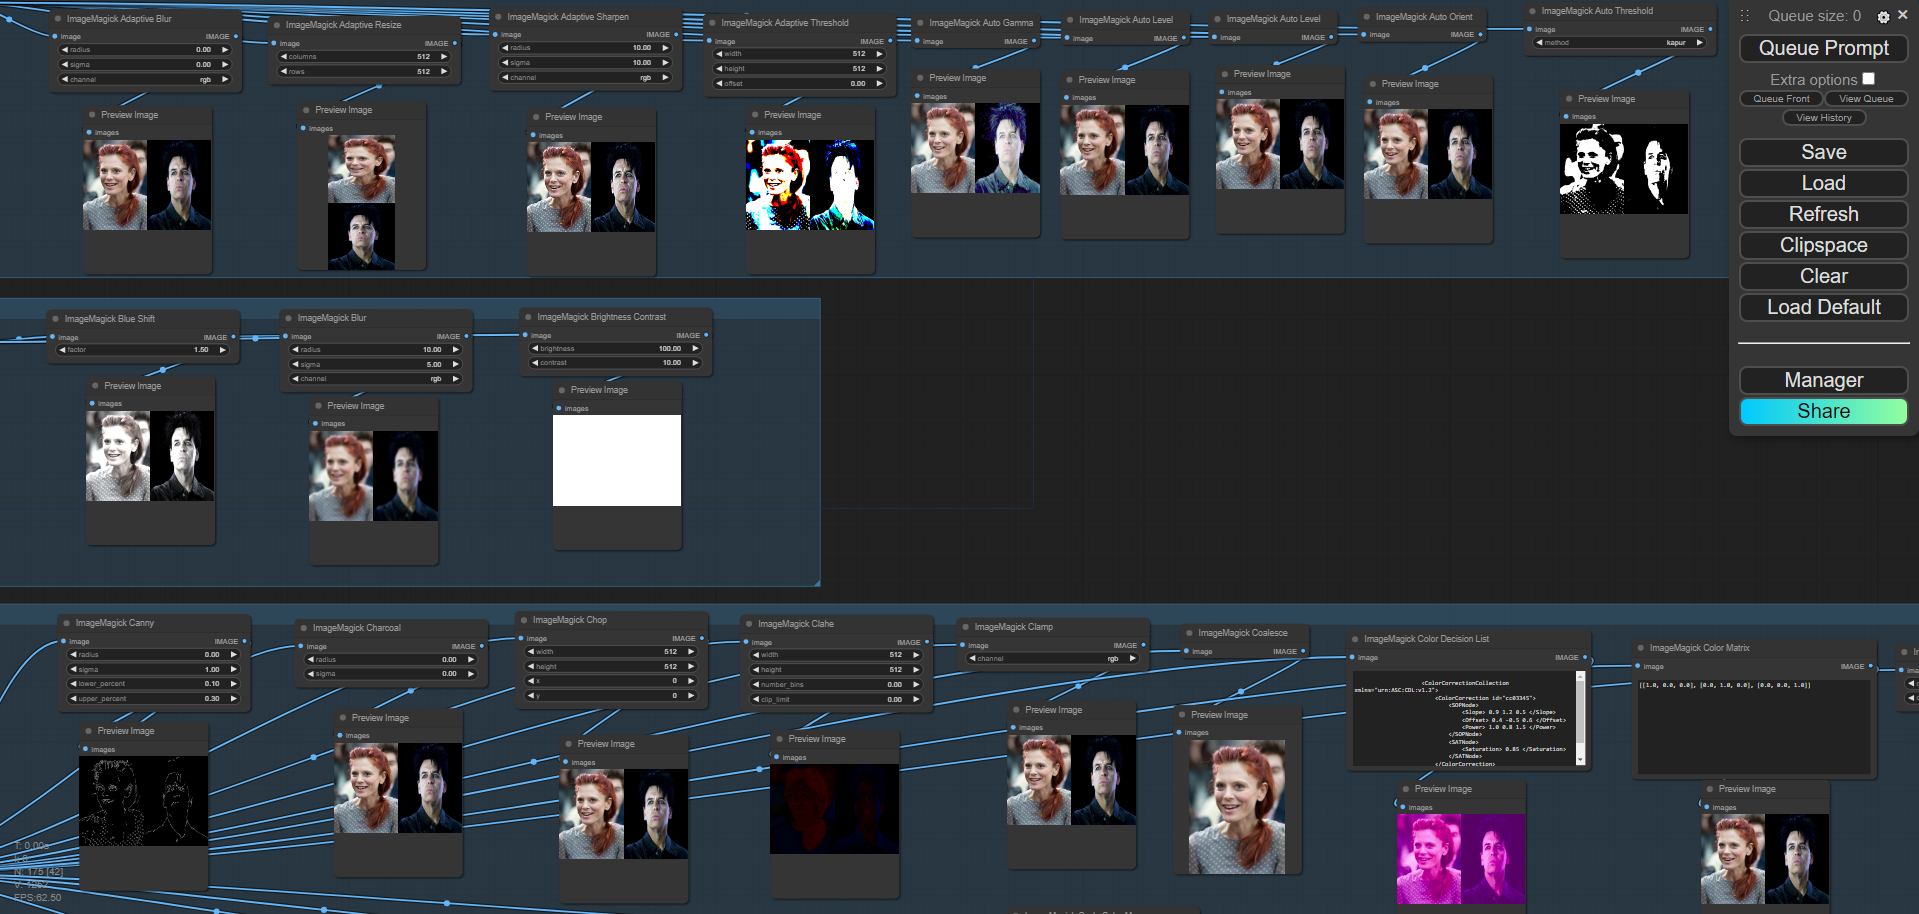 ImageMagick Adaptive Blur
image IMAGE
radius 0.00
sigma 0.00
channel rgb
Preview Image
images
ImageMagick Adaptive Resize
image IMAGE
columns 512
rows 512
Preview Image
images
ImageMagick Adaptive Sharpen
image IMAGE
radius 10.00
sigma 10.00
channel rgb
Preview Image
images
ImageMagick Adaptive Threshold
image IMAGE
width 512
height 512
offset 0.00
Preview Image
images
ImageMagick Auto Gamma
image IMAGE
Preview Image
images
ImageMagick Auto Level
image IMAGE
Preview Image
images
ImageMagick Auto Level
image IMAGE
Preview Image
images
ImageMagick Auto Orient
image IMAGE
Preview Image
images
ImageMagick Auto Threshold
image IMAGE
method kapur
Preview Image
images
Queue size: 0
Queue Prompt
Extra options
Queue Front View Queue
View History
Save
Load
Refresh
Clipspace
Clear
Load Default
Manager
Share
ImageMagick Blue Shift
image IMAGE
factor 1.50
Preview Image
images
ImageMagick Blur
image IMAGE
radius 10.00
sigma 5.00
channel rgb
Preview Image
images
ImageMagick Brightness Contrast
image IMAGE
brightness 100.00
contrast 10.00
Preview Image
images
ImageMagick Canny
image IMAGE
radius 0.00
sigma 1.00
lower_percent 0.10
upper_percent 0.30
Preview Image
images
ImageMagick Charcoal
image IMAGE
radius 0.00
sigma 0.00
Preview Image
images
ImageMagick Chop
image IMAGE
width 512
height 512
x 0
y 0
Preview Image
images
ImageMagick Clahe
image IMAGE
width 512
height 512
number_bins 0.00
clip_limit 0.00
Preview Image
images
ImageMagick Clamp
image IMAGE
channel rgb
Preview Image
images
ImageMagick Coalesce
image IMAGE
Preview Image
images
ImageMagick Color Decision List
image IMAGE
<ColorCorrectionCollection
xmlns="urn:ASC:CDL:v1.2">
<ColorCorrection id="cc03345">
<SOPNode>
<Slope> 0.9 1.2 0.5 </Slope>
<Offset> 0.4 -0.5 0.6 </Offset>
<Power> 1.0 0.8 1.5 </Power>
</SOPNode>
<SATNode>
<Saturation> 0.85 </Saturation>
</SATNode>
</ColorCorrection>
Preview Image
images
ImageMagick Color Matrix
image IMAGE
[[1.0, 0.0, 0.0], [0.0, 1.0, 0.0], [0.0, 0.0, 1.0]]
Preview Image
images
T: 0.00s
N: 175 [42]
FPS:62.50